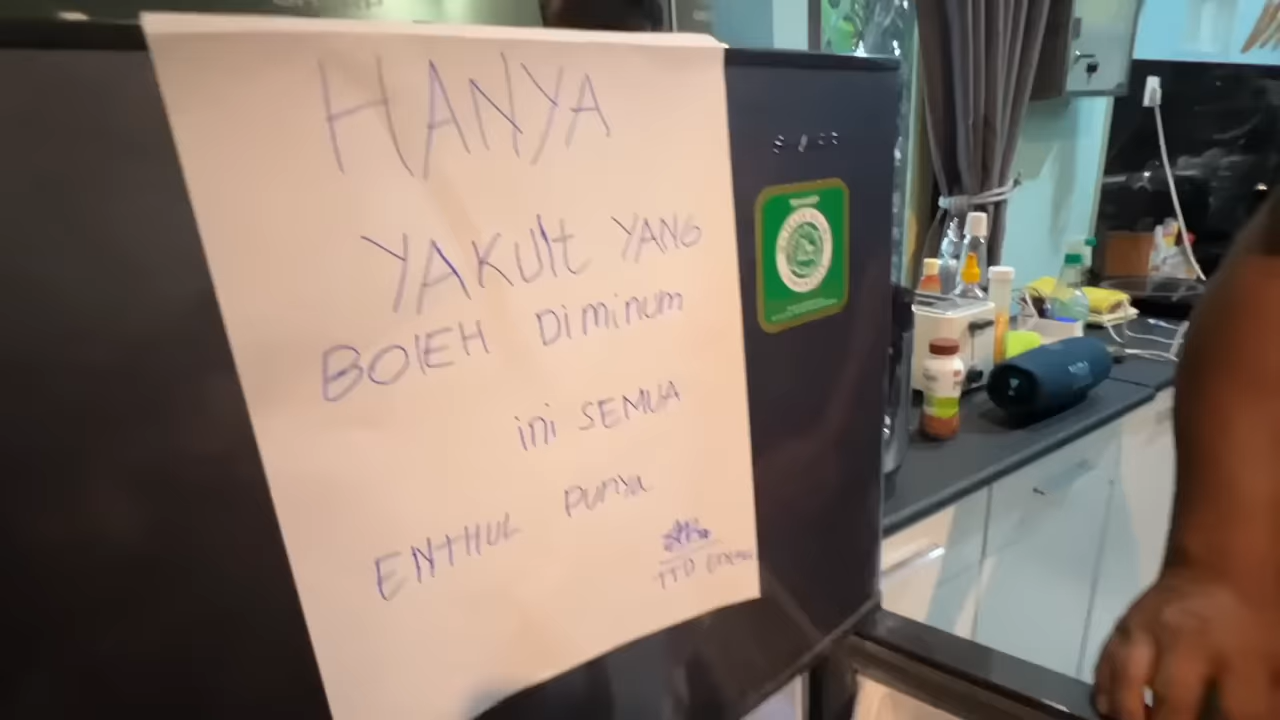 HANYA
YAKUlt YANG
BOlEH Diminum
ini SEMUA
punya
ENTHUL
TTD